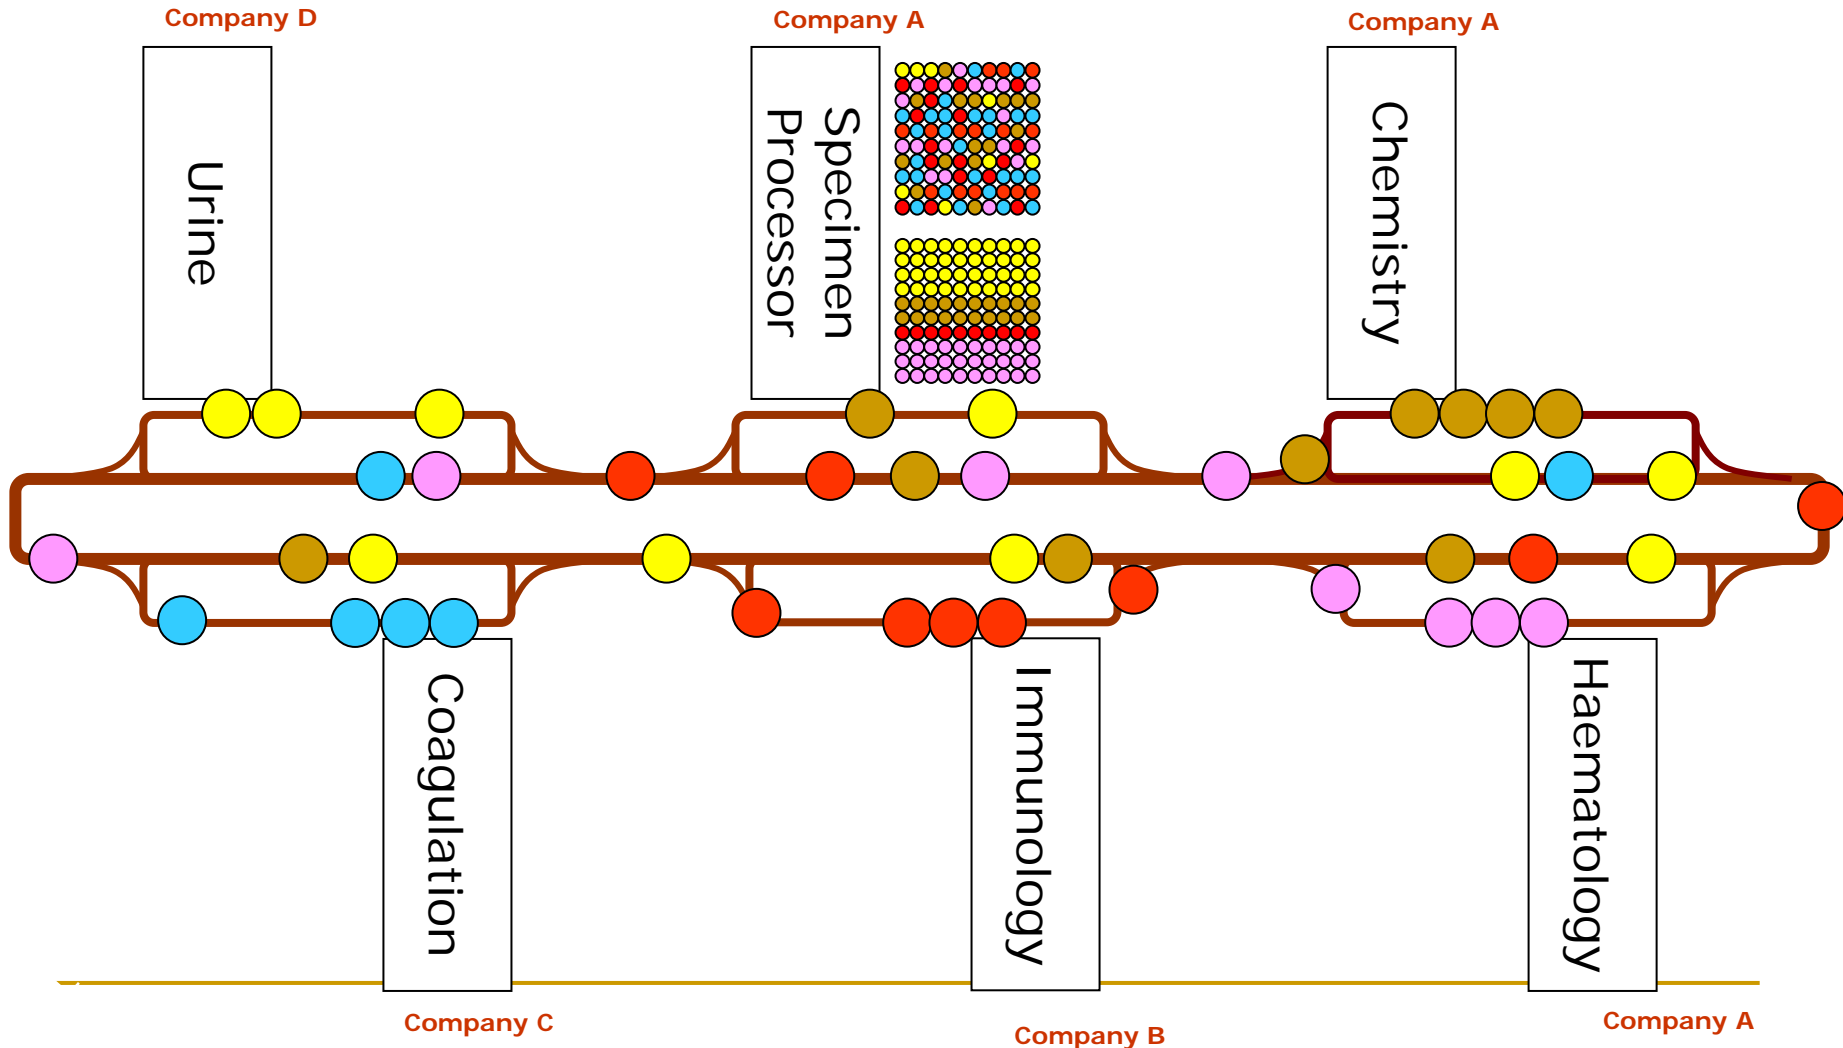 Company D
Company A
Company A
Urine
Specimen
Processor
Chemistry
Coagulation
Immunology
Haematology
Company C
Company B
Company A